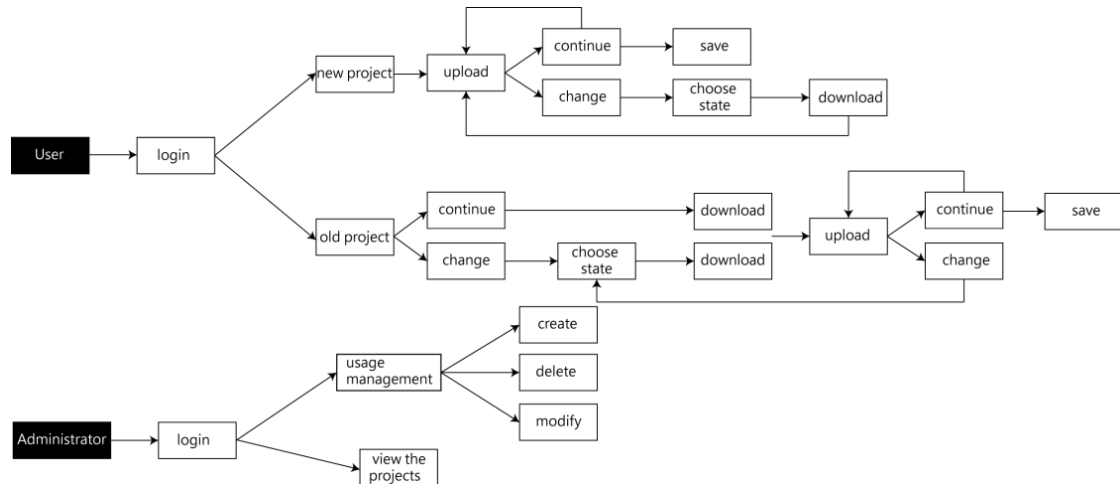 continue
save
new project
upload
change
choose
state
download
User
login
continue
download
continue
save
old project
upload
change
choose
state
download
change
create
usage
management
delete
modify
Administrator
login
view the
projects